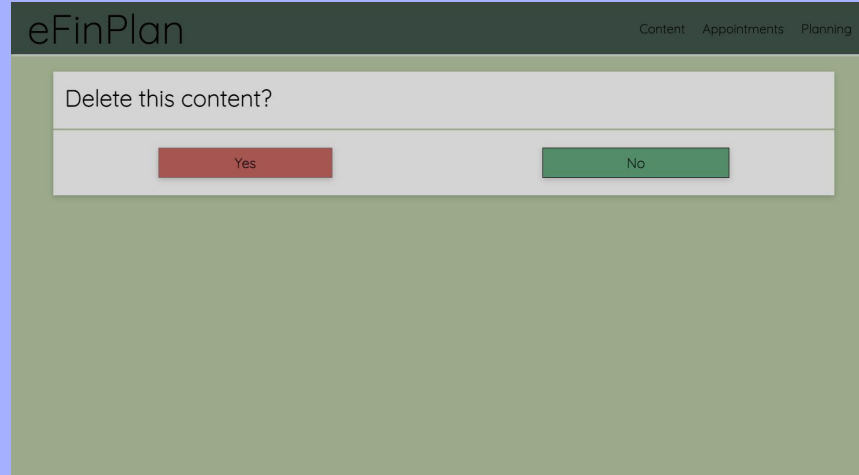 eFinPlan
Content Appointments Planning
Delete this content?
Yes
No